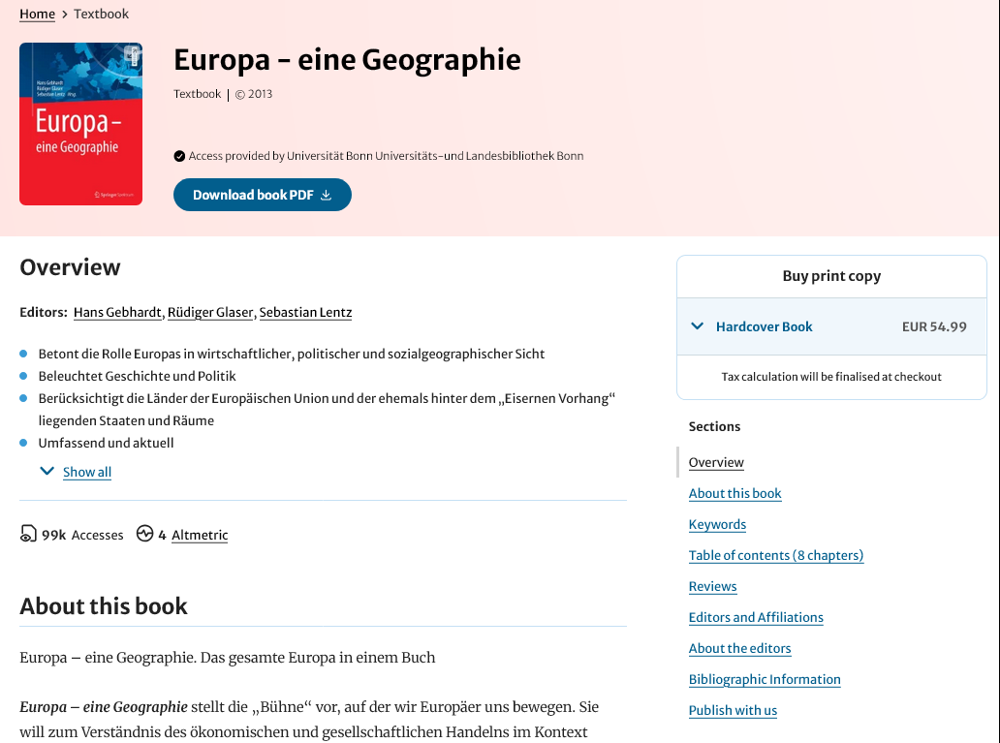 Home > Textbook
Hans Gebhardt
Rüdiger Glaser
Sebastian Lentz Hrsg.
Europa –
eine Geographie
Springer Spektrum
Europa - eine Geographie
Textbook | © 2013
Access provided by Universität Bonn Universitäts-und Landesbibliothek Bonn
Download book PDF
Overview
Editors: Hans Gebhardt, Rüdiger Glaser, Sebastian Lentz
Betont die Rolle Europas in wirtschaftlicher, politischer und sozialgeographischer Sicht
Beleuchtet Geschichte und Politik
Berücksichtigt die Länder der Europäischen Union und der ehemals hinter dem „Eisernen Vorhang“
liegenden Staaten und Räume
Umfassend und aktuell
Show all
99k Accesses 4 Altmetric
About this book
Europa – eine Geographie. Das gesamte Europa in einem Buch
Europa – eine Geographie stellt die „Bühne“ vor, auf der wir Europäer uns bewegen. Sie
will zum Verständnis des ökonomischen und gesellschaftlichen Handelns im Kontext
Buy print copy
Hardcover Book EUR 54.99
Tax calculation will be finalised at checkout
Sections
Overview
About this book
Keywords
Table of contents (8 chapters)
Reviews
Editors and Affiliations
About the editors
Bibliographic Information
Publish with us